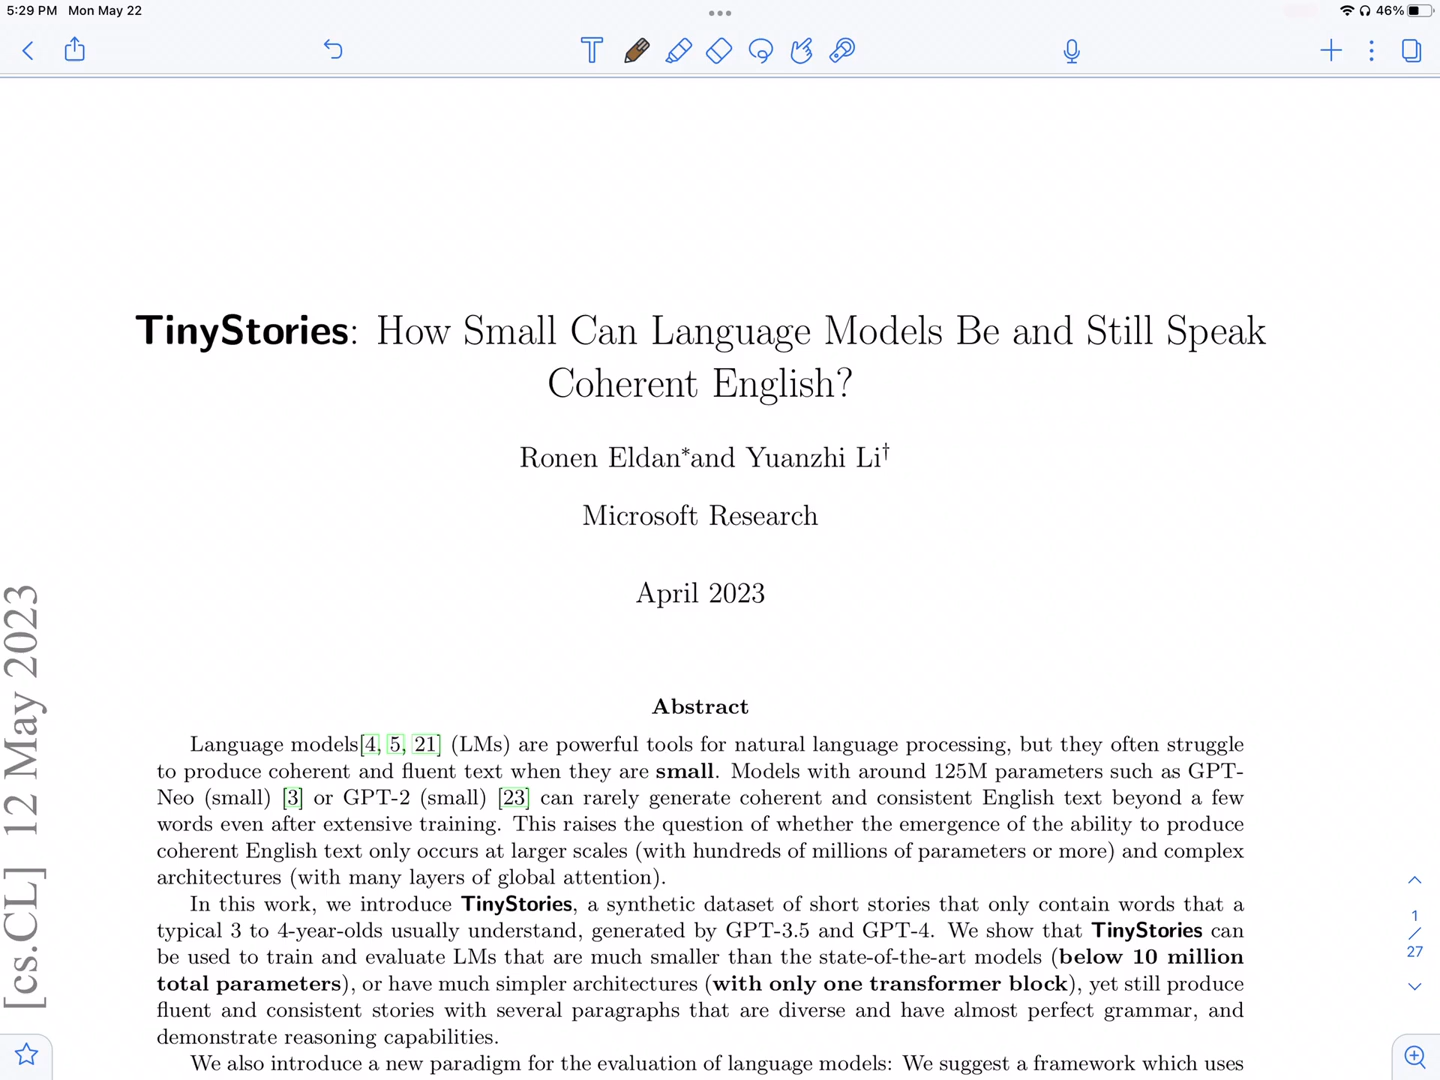 5:29 PM Mon May 22
46%
TinyStories: How Small Can Language Models Be and Still Speak
Coherent English?
Ronen Eldan*and Yuanzhi Li†
Microsoft Research
April 2023
[cs.CL] 12 May 2023
Abstract
Language models[4, 5, 21] (LMs) are powerful tools for natural language processing, but they often struggle
to produce coherent and fluent text when they are small. Models with around 125M parameters such as GPT-
Neo (small) [3] or GPT-2 (small) [23] can rarely generate coherent and consistent English text beyond a few
words even after extensive training. This raises the question of whether the emergence of the ability to produce
coherent English text only occurs at larger scales (with hundreds of millions of parameters or more) and complex
architectures (with many layers of global attention).
In this work, we introduce TinyStories, a synthetic dataset of short stories that only contain words that a
typical 3 to 4-year-olds usually understand, generated by GPT-3.5 and GPT-4. We show that TinyStories can
be used to train and evaluate LMs that are much smaller than the state-of-the-art models (below 10 million
total parameters), or have much simpler architectures (with only one transformer block), yet still produce
fluent and consistent stories with several paragraphs that are diverse and have almost perfect grammar, and
demonstrate reasoning capabilities.
We also introduce a new paradigm for the evaluation of language models: We suggest a framework which uses
1
/
27